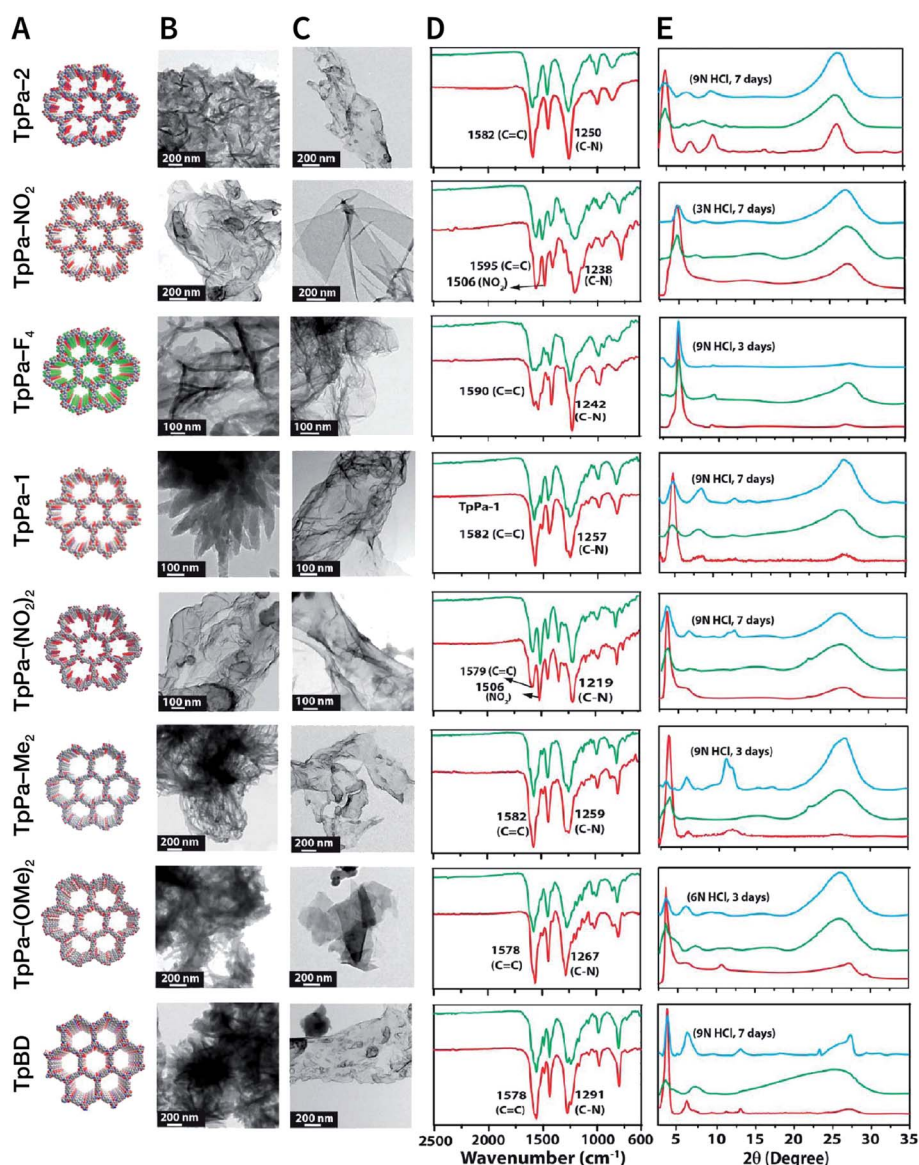 A B C D E
TpPa–2
200 nm
200 nm
1582 (C=C)
1250
(C-N)
(9N HCl, 7 days)
TpPa–NO₂
200 nm
200 nm
1595 (C=C)
1506 (NO₂)
1238
(C-N)
(3N HCl, 7 days)
TpPa–F₄
100 nm
100 nm
1590 (C=C)
1242
(C-N)
(9N HCl, 3 days)
TpPa–1
100 nm
100 nm
TpPa-1
1582 (C=C)
1257
(C-N)
(9N HCl, 7 days)
TpPa–(NO₂)₂
100 nm
100 nm
1579 (C=C)
1506
(NO₂)
1219
(C-N)
(9N HCl, 7 days)
TpPa–Me₂
200 nm
200 nm
1582
(C=C)
1259
(C-N)
(9N HCl, 3 days)
TpPa–(OMe)₂
200 nm
200 nm
1578
(C=C)
1267
(C-N)
(6N HCl, 3 days)
TpBD
200 nm
200 nm
1578
(C=C)
1291
(C-N)
(9N HCl, 7 days)
2500 2000 1500 1000 600
Wavenumber (cm⁻¹)
5 10 15 20 25 35
2θ (Degree)